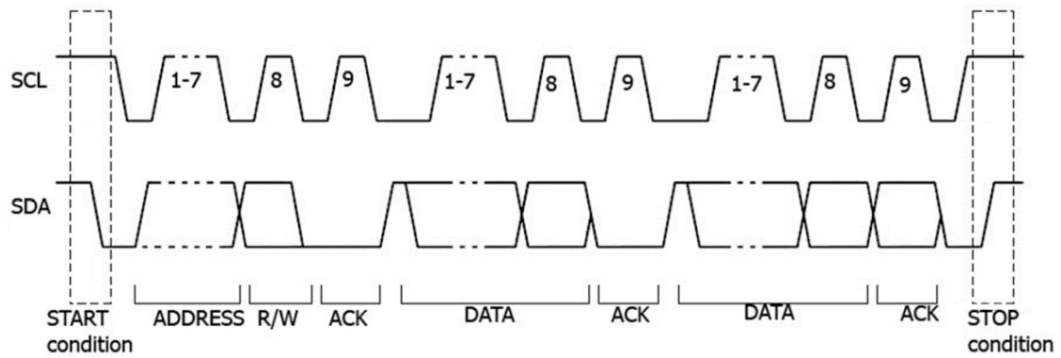 SCL
1-7 8 9 1-7 8 9 1-7 8 9
SDA
START condition
ADDRESS R/W ACK DATA ACK DATA ACK
STOP condition